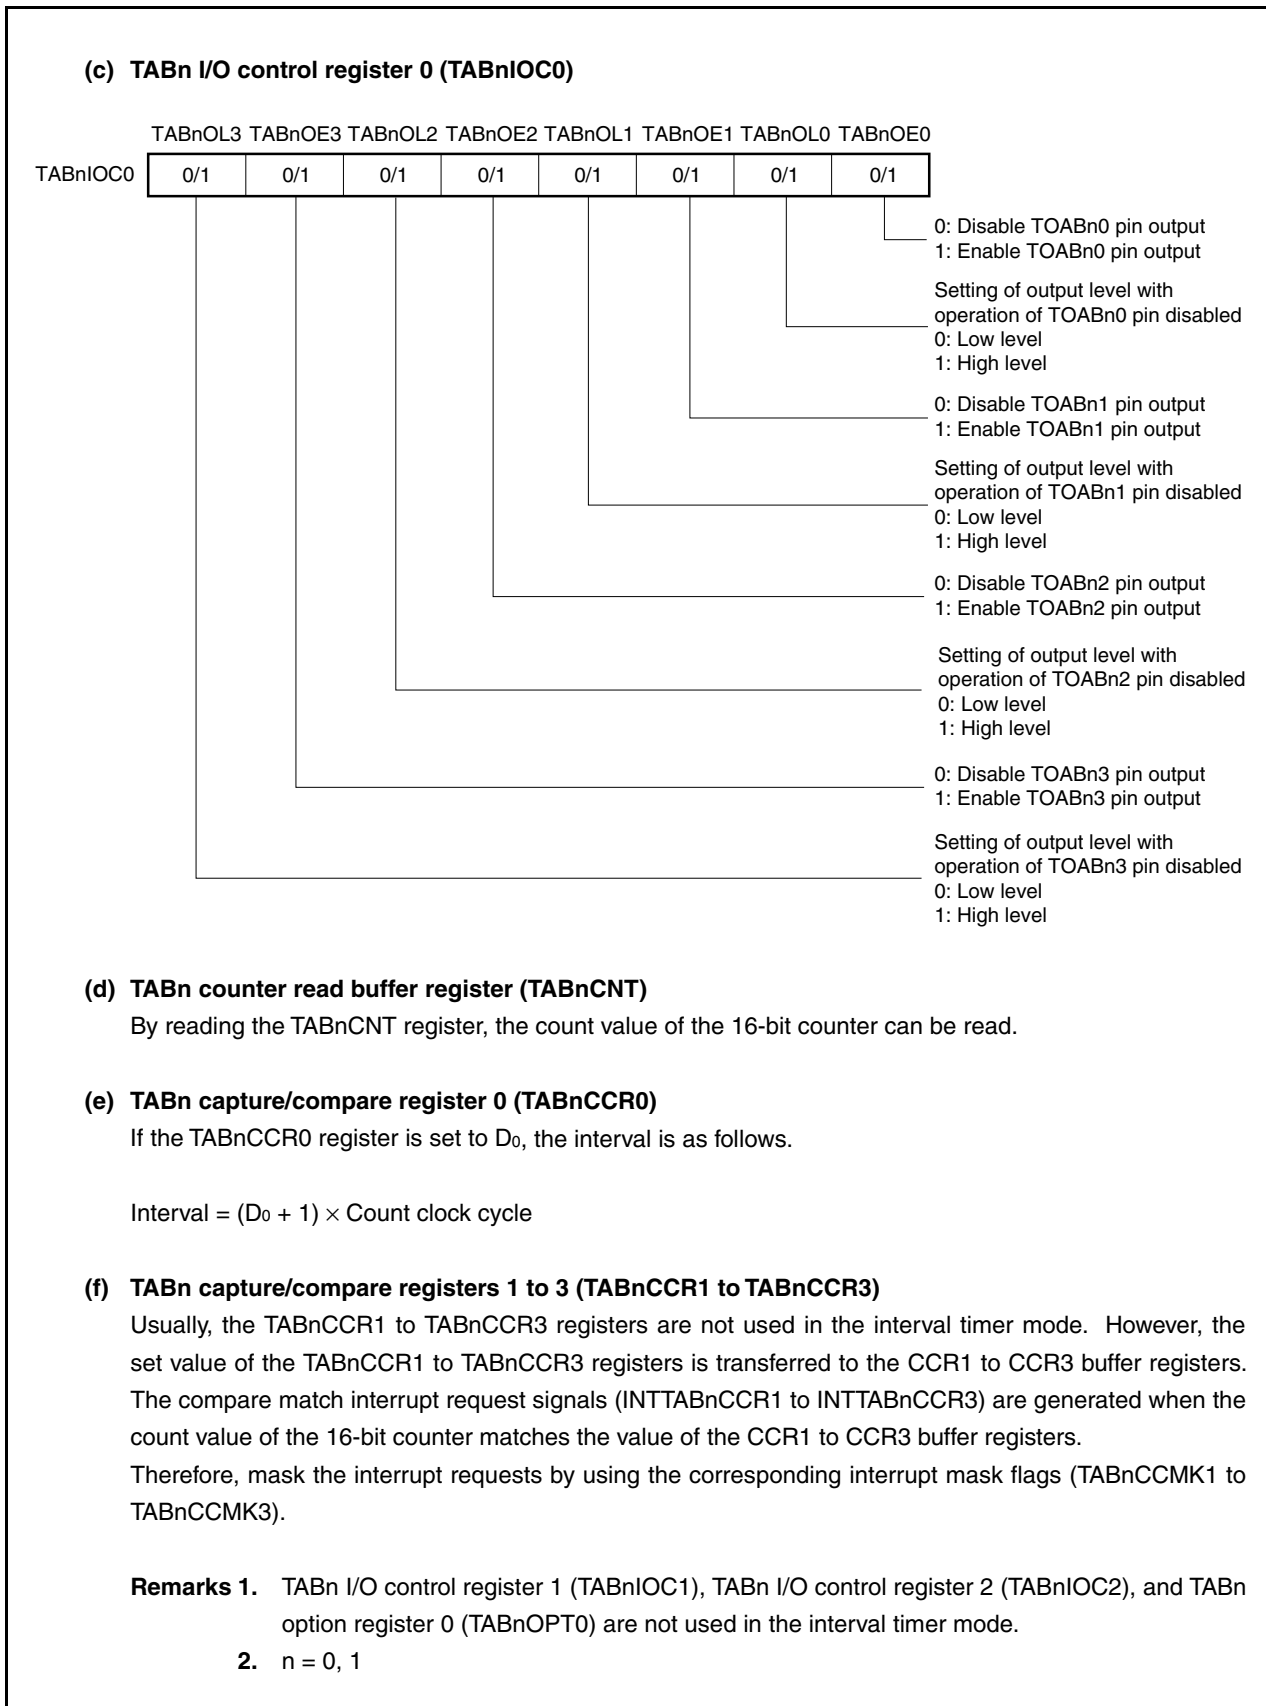 (c) TABn I/O control register 0 (TABnIOC0)
TABnOL3 TABnOE3 TABnOL2 TABnOE2 TABnOL1 TABnOE1 TABnOL0 TABnOE0
TABnIOC0 0/1 0/1 0/1 0/1 0/1 0/1 0/1 0/1
0: Disable TOABn0 pin output
1: Enable TOABn0 pin output
Setting of output level with
operation of TOABn0 pin disabled
0: Low level
1: High level
0: Disable TOABn1 pin output
1: Enable TOABn1 pin output
Setting of output level with
operation of TOABn1 pin disabled
0: Low level
1: High level
0: Disable TOABn2 pin output
1: Enable TOABn2 pin output
Setting of output level with
operation of TOABn2 pin disabled
0: Low level
1: High level
0: Disable TOABn3 pin output
1: Enable TOABn3 pin output
Setting of output level with
operation of TOABn3 pin disabled
0: Low level
1: High level
(d) TABn counter read buffer register (TABnCNT)
By reading the TABnCNT register, the count value of the 16-bit counter can be read.
(e) TABn capture/compare register 0 (TABnCCR0)
If the TABnCCR0 register is set to D₀, the interval is as follows.
Interval = (D₀ + 1) × Count clock cycle
(f) TABn capture/compare registers 1 to 3 (TABnCCR1 to TABnCCR3)
Usually, the TABnCCR1 to TABnCCR3 registers are not used in the interval timer mode. However, the
set value of the TABnCCR1 to TABnCCR3 registers is transferred to the CCR1 to CCR3 buffer registers.
The compare match interrupt request signals (INTTABnCCR1 to INTTABnCCR3) are generated when the
count value of the 16-bit counter matches the value of the CCR1 to CCR3 buffer registers.
Therefore, mask the interrupt requests by using the corresponding interrupt mask flags (TABnCCMK1 to
TABnCCMK3).
Remarks 1. TABn I/O control register 1 (TABnIOC1), TABn I/O control register 2 (TABnIOC2), and TABn
option register 0 (TABnOPT0) are not used in the interval timer mode.
2. n = 0, 1